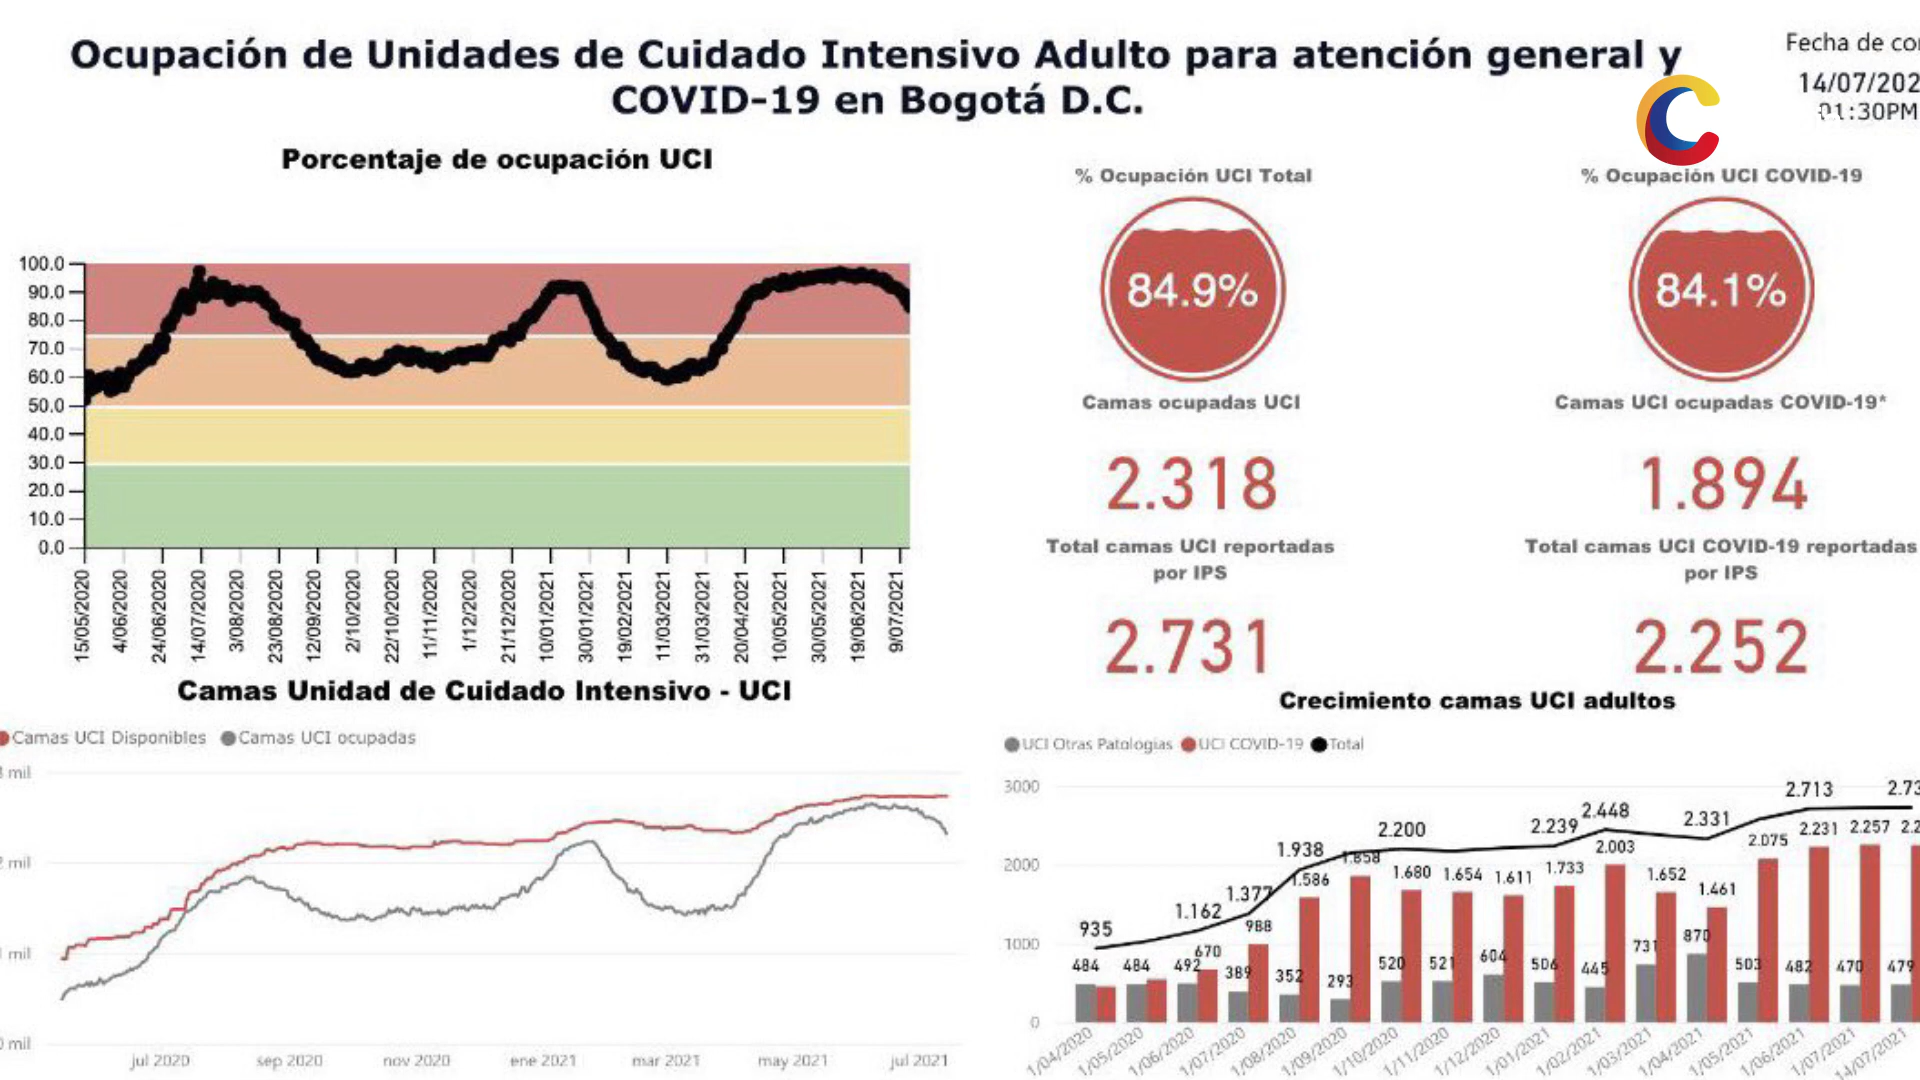 Ocupación de Unidades de Cuidado Intensivo Adulto para atención general y
COVID-19 en Bogotá D.C.
Fecha de
14/07/202
01:30PM
Porcentaje de ocupación UCI
100.0
90.0
80.0
70.0
60.0
50.0
40.0
30.0
20.0
10.0
0.0
15/05/2020
4/06/2020
24/06/2020
14/07/2020
3/08/2020
23/08/2020
12/09/2020
2/10/2020
22/10/2020
11/11/2020
1/12/2020
21/12/2020
10/01/2021
30/01/2021
19/02/2021
11/03/2021
31/03/2021
20/04/2021
10/05/2021
30/05/2021
19/06/2021
9/07/2021
% Ocupación UCI Total
84.9%
Camas ocupadas UCI
2.318
Total camas UCI reportadas
por IPS
2.731
% Ocupación UCI COVID-19
84.1%
Camas UCI ocupadas COVID-19*
1.894
Total camas UCI COVID-19 reportadas
por IPS
2.252
Camas Unidad de Cuidado Intensivo - UCI
Camas UCI Disponibles Camas UCI ocupadas
mil
2 mil
mil
0 mil
jul 2020 sep 2020 nov 2020 ene 2021 mar 2021 may 2021 jul 2021
Crecimiento camas UCI adultos
UCI Otras Patologias UCI COVID-19 Total
3000
2000
1000
0
935 1.162 1.377 1.938 2.200 2.239 2.448 2.331 2.713 2.73
670 988 1.586 1.858 1.680 1.654 1.611 1.733 2.003 1.652 1.461 2.075 2.231 2.257 2.2
484 484 492 389 352 293 520 521 604 506 445 731 870 503 482 470 479
1/04/2020 1/05/2020 1/06/2020 1/07/2020 1/08/2020 1/09/2020 1/10/2020 1/11/2020 1/12/2020 1/01/2021 1/02/2021 1/03/2021 1/04/2021 1/05/2021 1/06/2021 1/07/2021 14/07/2021